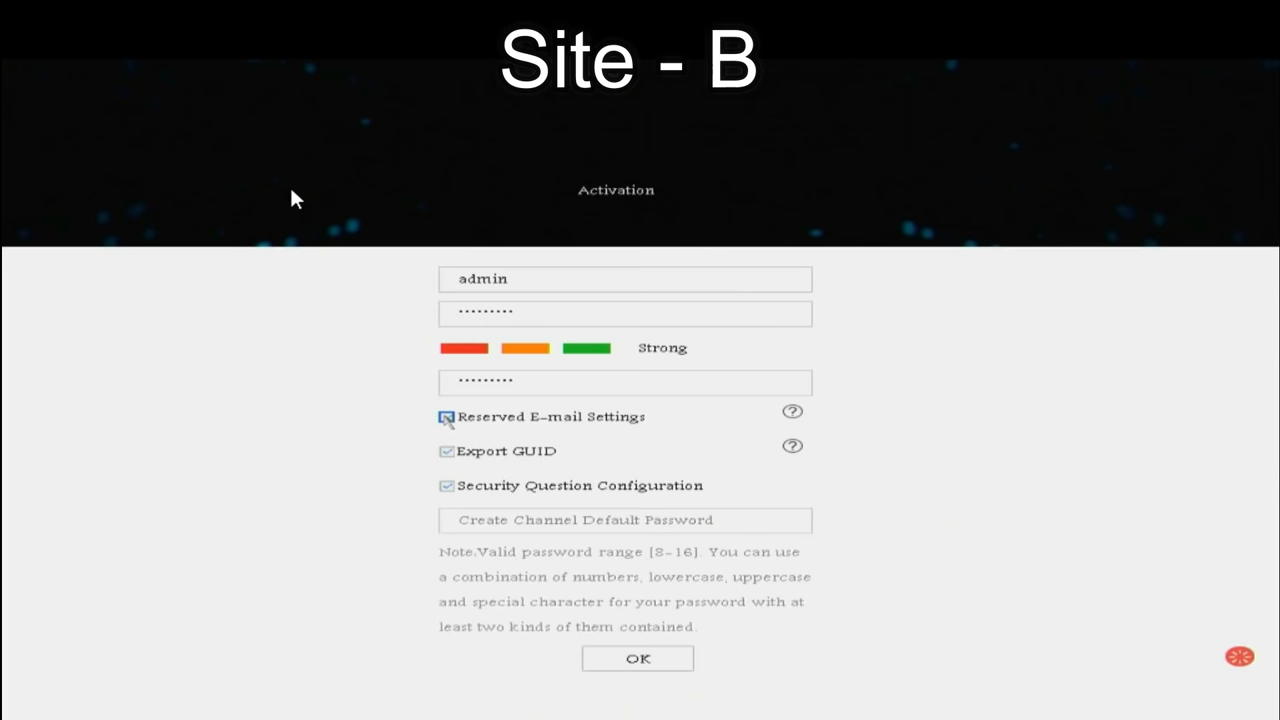 Site - B
Activation
admin
•••••••••
Strong
•••••••••
Reserved E-mail Settings
?
Export GUID
?
Security Question Configuration
Create Channel Default Password
Note:Valid password range [8-16]. You can use
a combination of numbers, lowercase, uppercase
and special character for your password with at
least two kinds of them contained.
OK